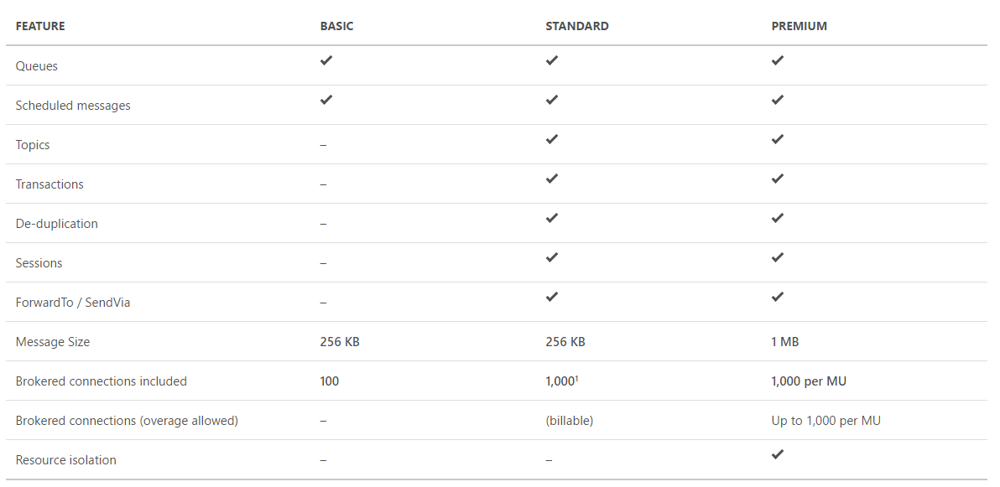 FEATURE BASIC STANDARD PREMIUM
Queues ✔ ✔ ✔
Scheduled messages ✔ ✔ ✔
Topics – ✔ ✔
Transactions – ✔ ✔
De-duplication – ✔ ✔
Sessions – ✔ ✔
ForwardTo / SendVia – ✔ ✔
Message Size 256 KB 256 KB 1 MB
Brokered connections included 100 1,000¹ 1,000 per MU
Brokered connections (overage allowed) – (billable) Up to 1,000 per MU
Resource isolation – – ✔